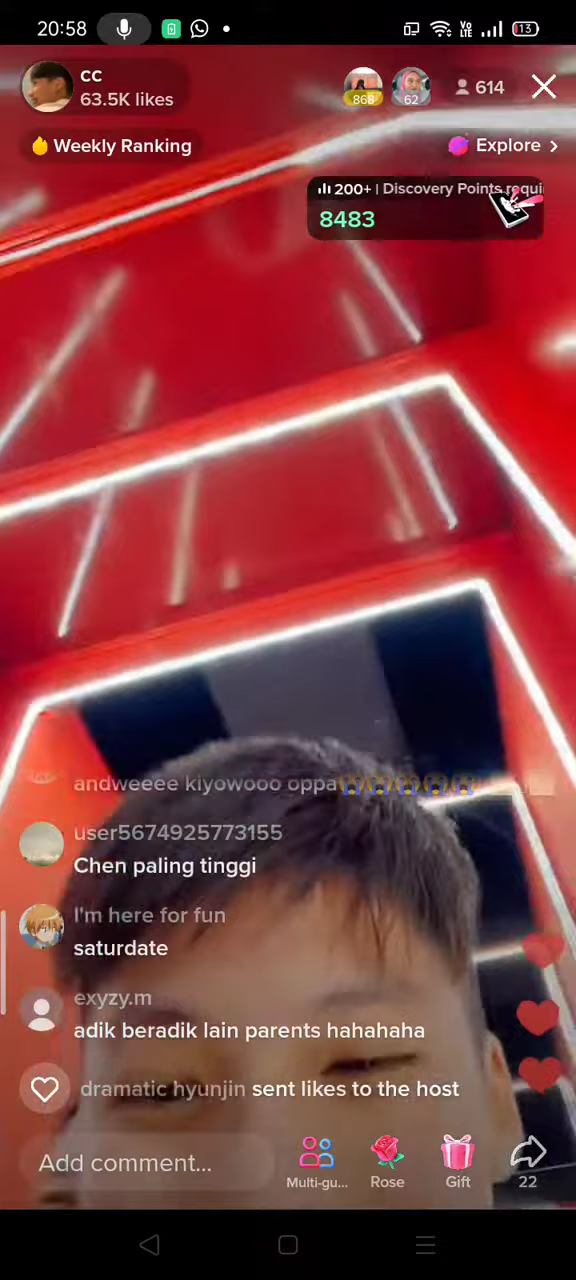 20:58
13
CC
63.5K likes
868
62
614
Weekly Ranking
Explore
200+ | Discovery Points requi
8483
andweeee kiyowooo oppa
user5674925773155
Chen paling tinggi
I'm here for fun
saturdate
exyzy.m
adik beradik lain parents hahahaha
dramatic hyunjin sent likes to the host
Add comment...
Multi-gu...
Rose
Gift
22